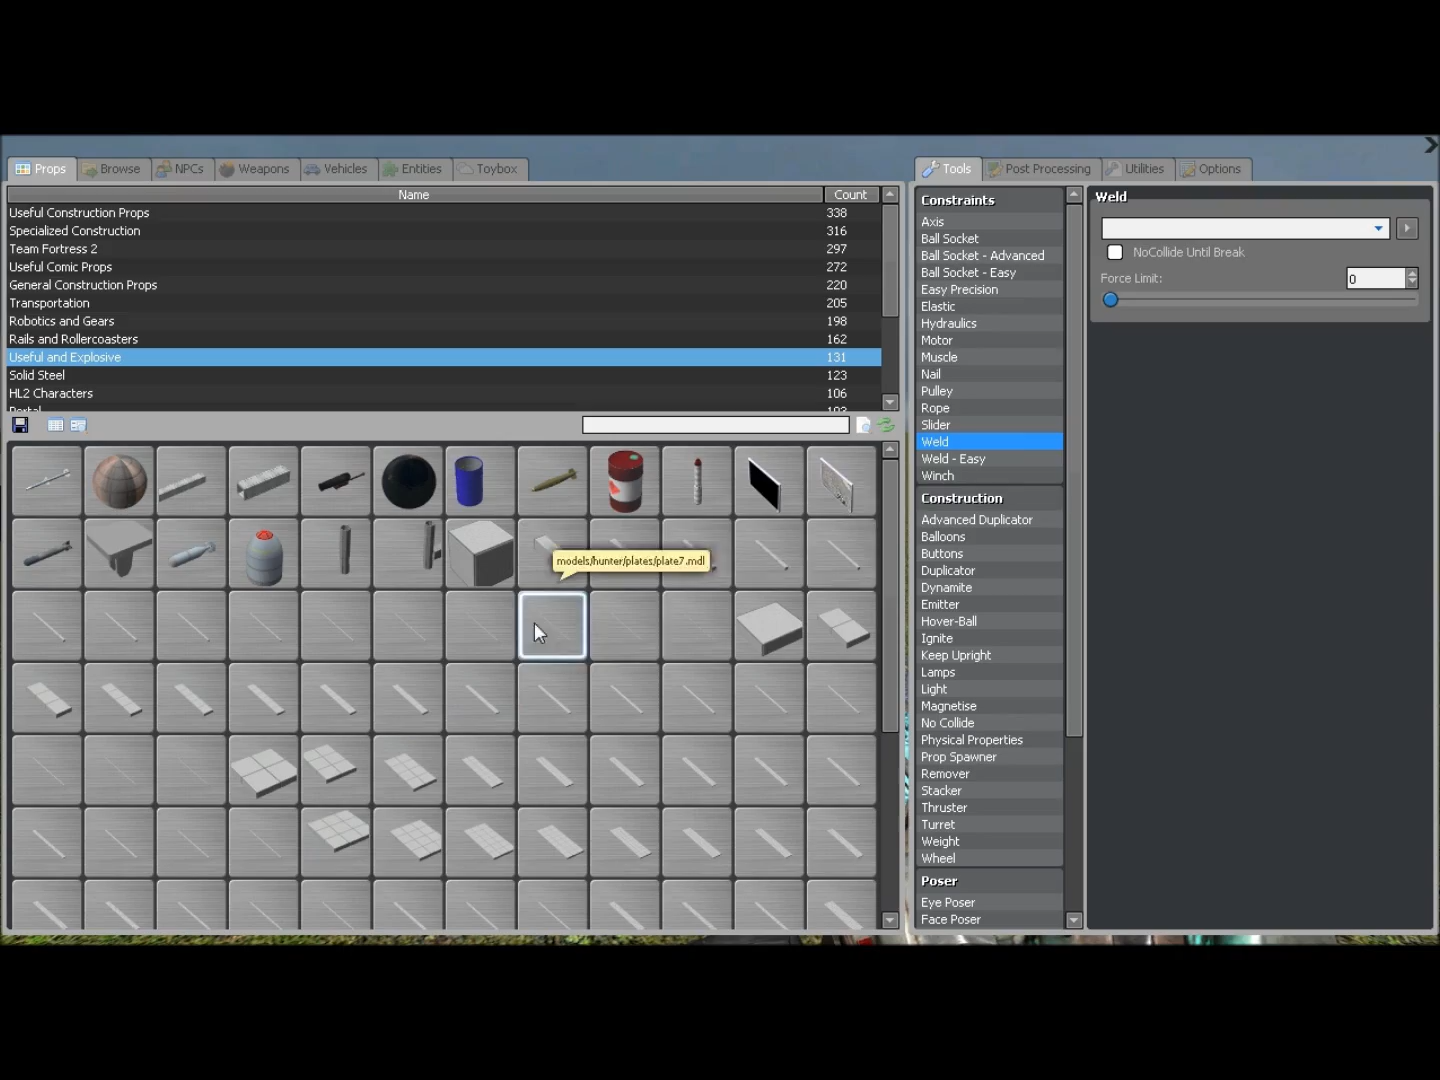 Props Browse NPCs Weapons Vehicles Entities Toybox
Name Count
Useful Construction Props 338
Specialized Construction 316
Team Fortress 2 297
Useful Comic Props 272
General Construction Props 220
Transportation 205
Robotics and Gears 198
Rails and Rollercoasters 162
Useful and Explosive 131
Solid Steel 123
HL2 Characters 106
Portal 103
models/hunter/plates/plate7.mdl
Tools Post Processing Utilities Options
Constraints
Axis
Ball Socket
Ball Socket - Advanced
Ball Socket - Easy
Easy Precision
Elastic
Hydraulics
Motor
Muscle
Nail
Pulley
Rope
Slider
Weld
Weld - Easy
Winch
Construction
Advanced Duplicator
Balloons
Buttons
Duplicator
Dynamite
Emitter
Hover-Ball
Ignite
Keep Upright
Lamps
Light
Magnetise
No Collide
Physical Properties
Prop Spawner
Remover
Stacker
Thruster
Turret
Weight
Wheel
Poser
Eye Poser
Face Poser
Weld
NoCollide Until Break
Force Limit: 0